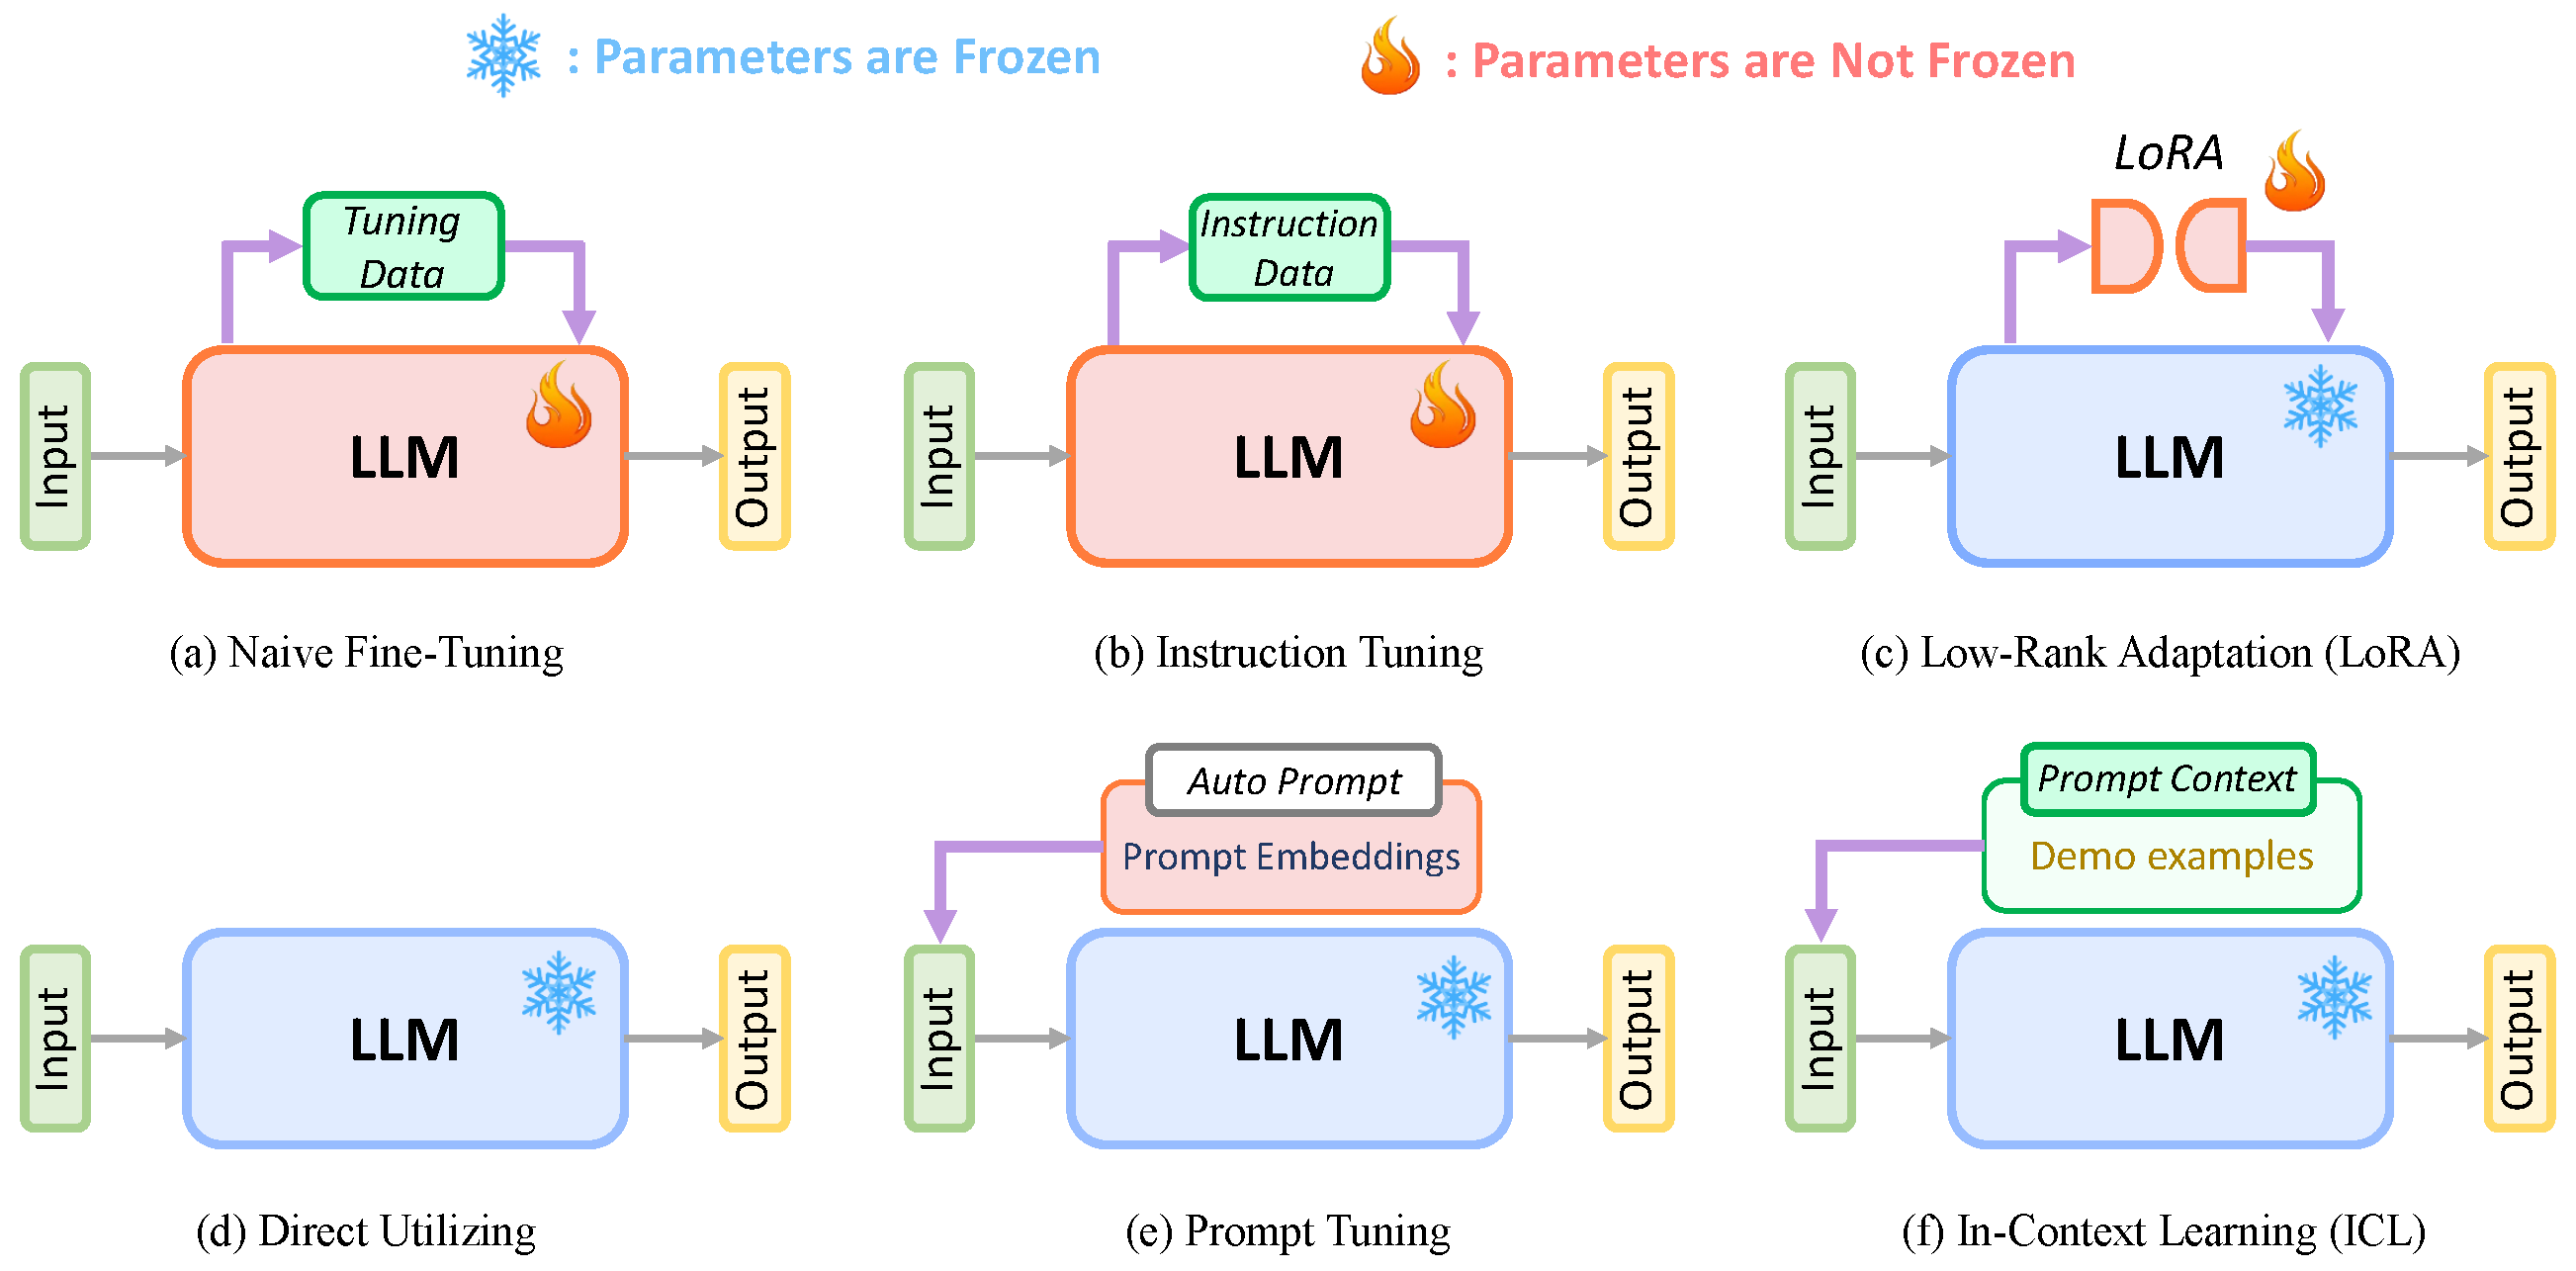 : Parameters are Frozen
: Parameters are Not Frozen
Tuning
Data
Input
LLM
Output
(a) Naive Fine-Tuning
Instruction
Data
Input
LLM
Output
(b) Instruction Tuning
LoRA
Input
LLM
Output
(c) Low-Rank Adaptation (LoRA)
Input
LLM
Output
(d) Direct Utilizing
Auto Prompt
Prompt Embeddings
Input
LLM
Output
(e) Prompt Tuning
Prompt Context
Demo examples
Input
LLM
Output
(f) In-Context Learning (ICL)